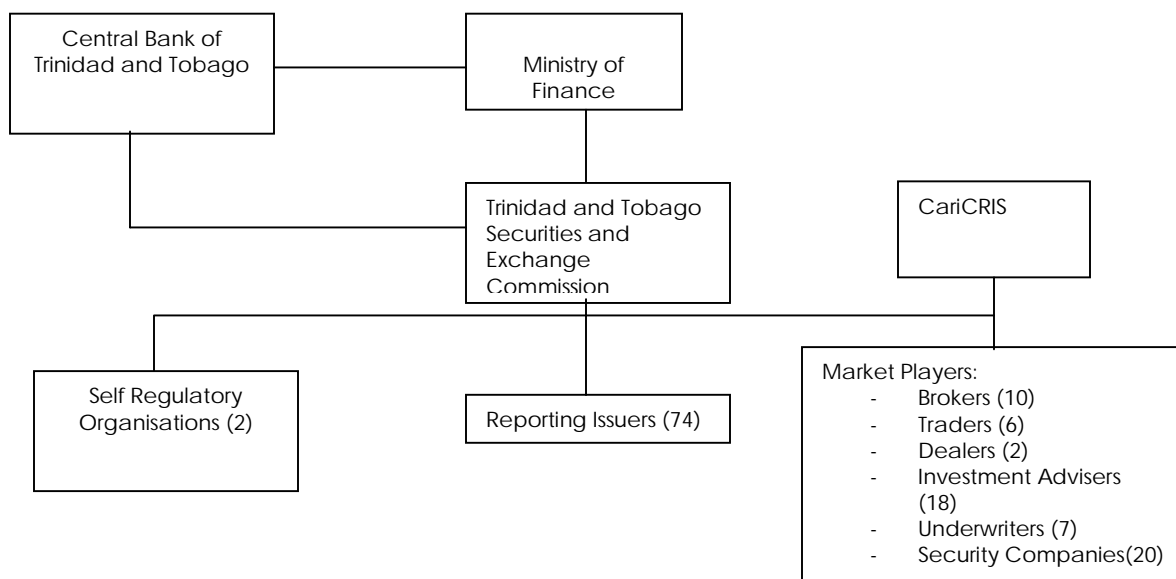 Central Bank of
Trinidad and Tobago
Ministry of
Finance
Trinidad and Tobago
Securities and
Exchange
Commission
CariCRIS
Self Regulatory
Organisations (2)
Reporting Issuers (74)
Market Players:
- Brokers (10)
- Traders (6)
- Dealers (2)
- Investment Advisers
(18)
- Underwriters (7)
- Security Companies(20)